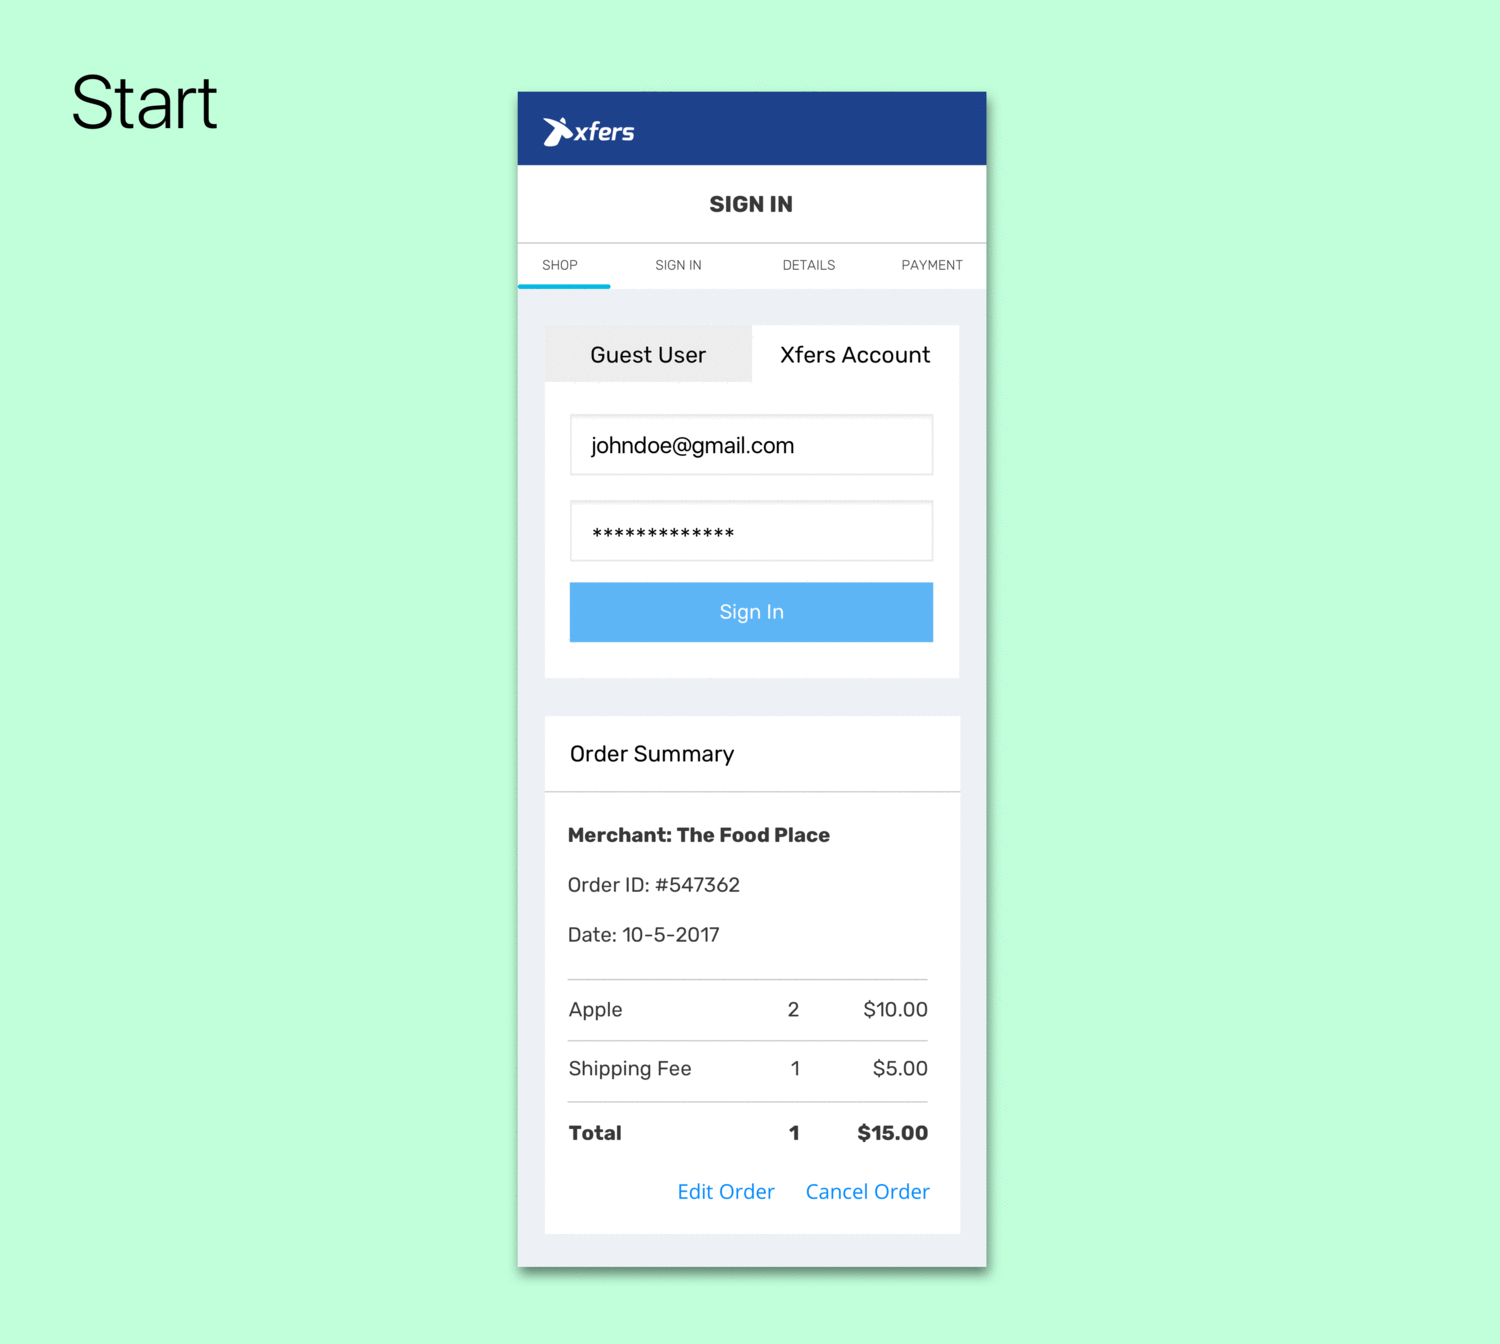 Start
xfers
SIGN IN
SHOP SIGN IN DETAILS PAYMENT
Guest User Xfers Account
johndoe@gmail.com
*************
Sign In
Order Summary
Merchant: The Food Place
Order ID: #547362
Date: 10-5-2017
Apple 2 $10.00
Shipping Fee 1 $5.00
Total 1 $15.00
Edit Order Cancel Order